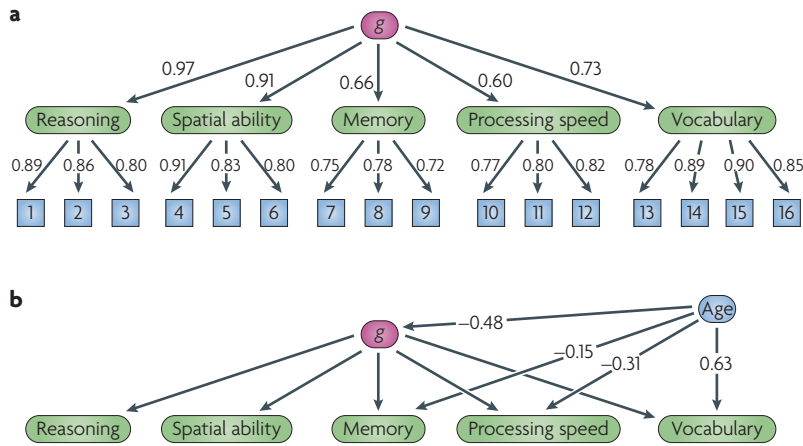 a
g
0.97
0.91
0.66
0.60
0.73
Reasoning
Spatial ability
Memory
Processing speed
Vocabulary
0.89 0.86 0.80 0.91 0.83 0.80 0.75 0.78 0.72 0.77 0.80 0.82 0.78 0.89 0.90 0.85
1 2 3 4 5 6 7 8 9 10 11 12 13 14 15 16
b
Age
g
–0.48
–0.15
–0.31
0.63
Reasoning
Spatial ability
Memory
Processing speed
Vocabulary